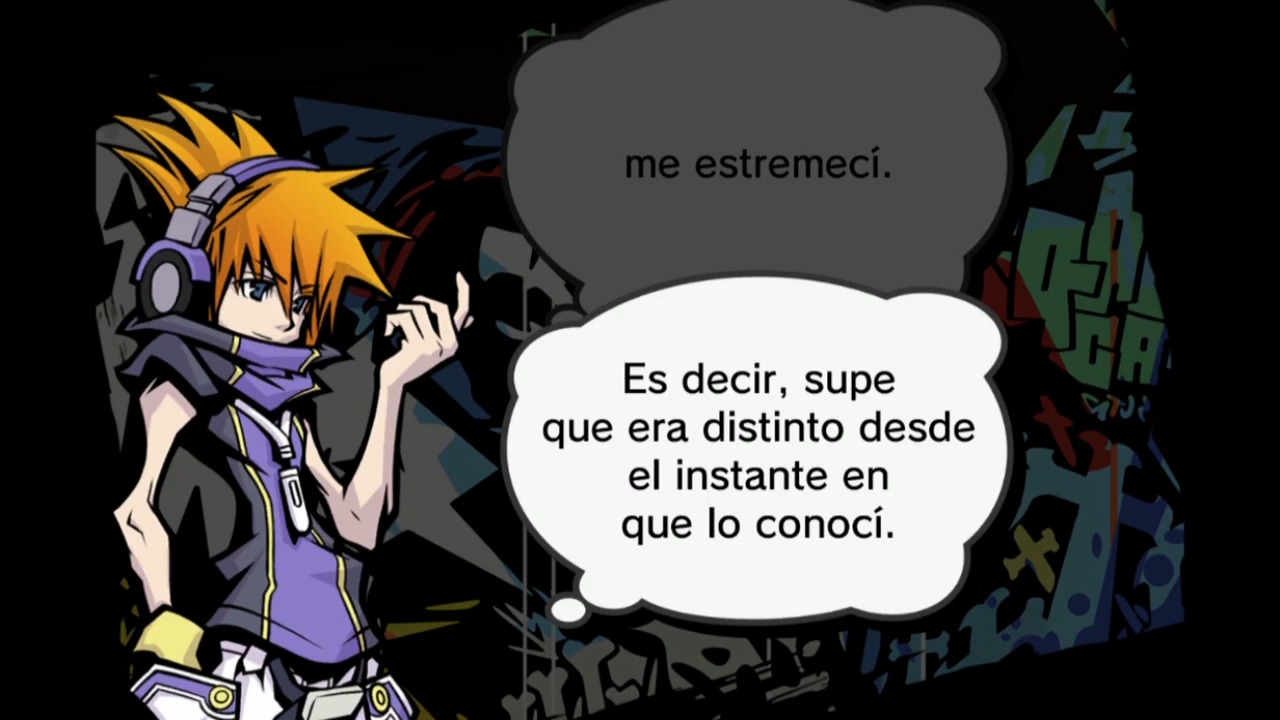 me estremecí.
Es decir, supe
que era distinto desde
el instante en
que lo conocí.